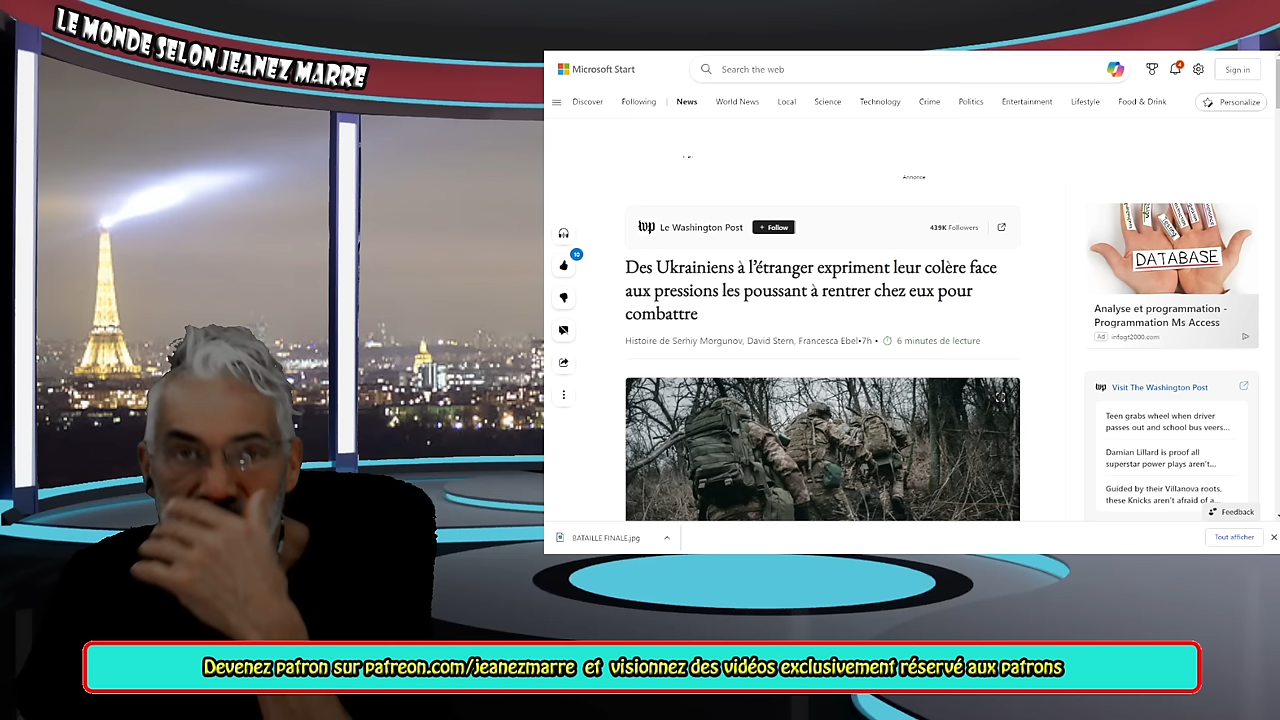 LE MONDE SELON JEANEZ MARRE
Microsoft Start
Search the web
4
Sign in
Discover
Following
News
World News
Local
Science
Technology
Crime
Politics
Entertainment
Lifestyle
Food & Drink
Personalize
Annonce
wp Le Washington Post
+ Follow
439K Followers
10
Des Ukrainiens à l'étranger expriment leur colère face
aux pressions les poussant à rentrer chez eux pour
combattre
Histoire de Serhiy Morgunov, David Stern, Francesca Ebel•7h • 6 minutes de lecture
DATABASE
Analyse et programmation -
Programmation Ms Access
Ad infogt2000.com
wp Visit The Washington Post
Teen grabs wheel when driver
passes out and school bus veers...
Damian Lillard is proof all
superstar power plays aren't...
Guided by their Villanova roots,
these Knicks aren't afraid of a...
Feedback
BATAILLE FINALE.jpg
Tout afficher
Devenez patron sur patreon.com/jeanezmarre et visionnez des vidéos exclusivement réservé aux patrons